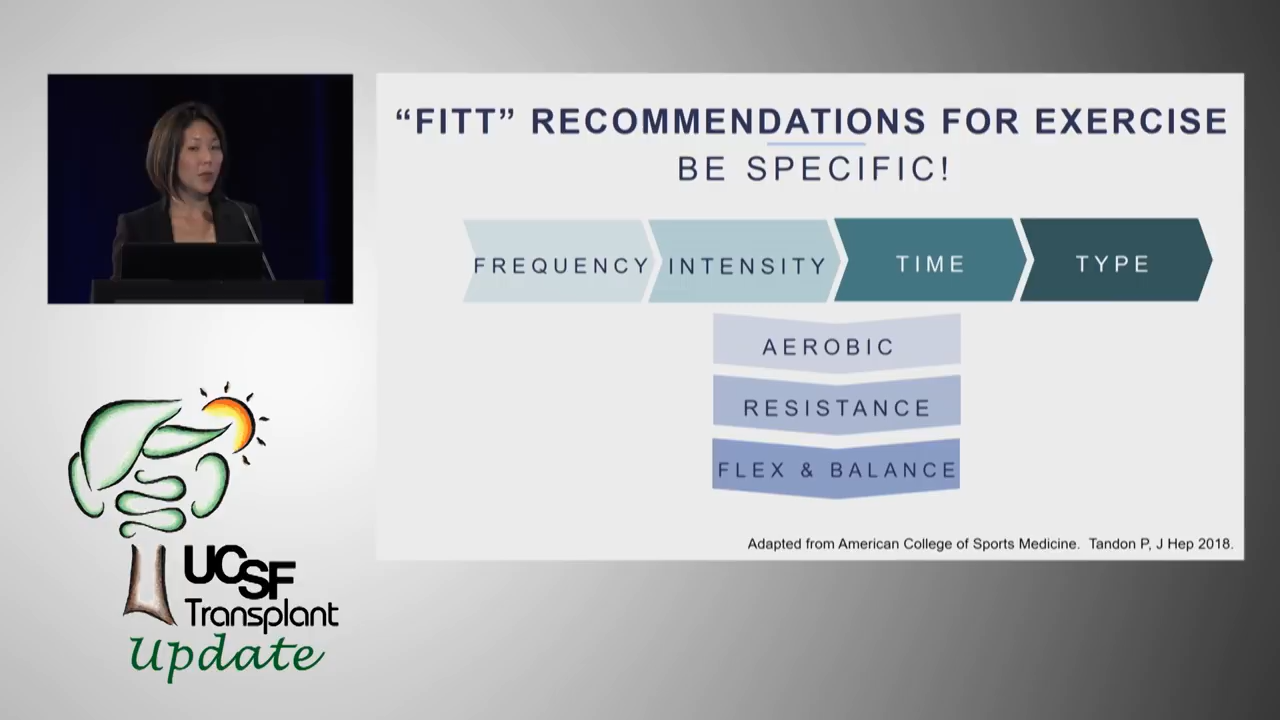 “FITT” RECOMMENDATIONS FOR EXERCISE
BE SPECIFIC!
FREQUENCY
INTENSITY
TIME
TYPE
AEROBIC
RESISTANCE
FLEX & BALANCE
Adapted from American College of Sports Medicine.  Tandon P, J Hep 2018.
UCSF
Transplant
Update